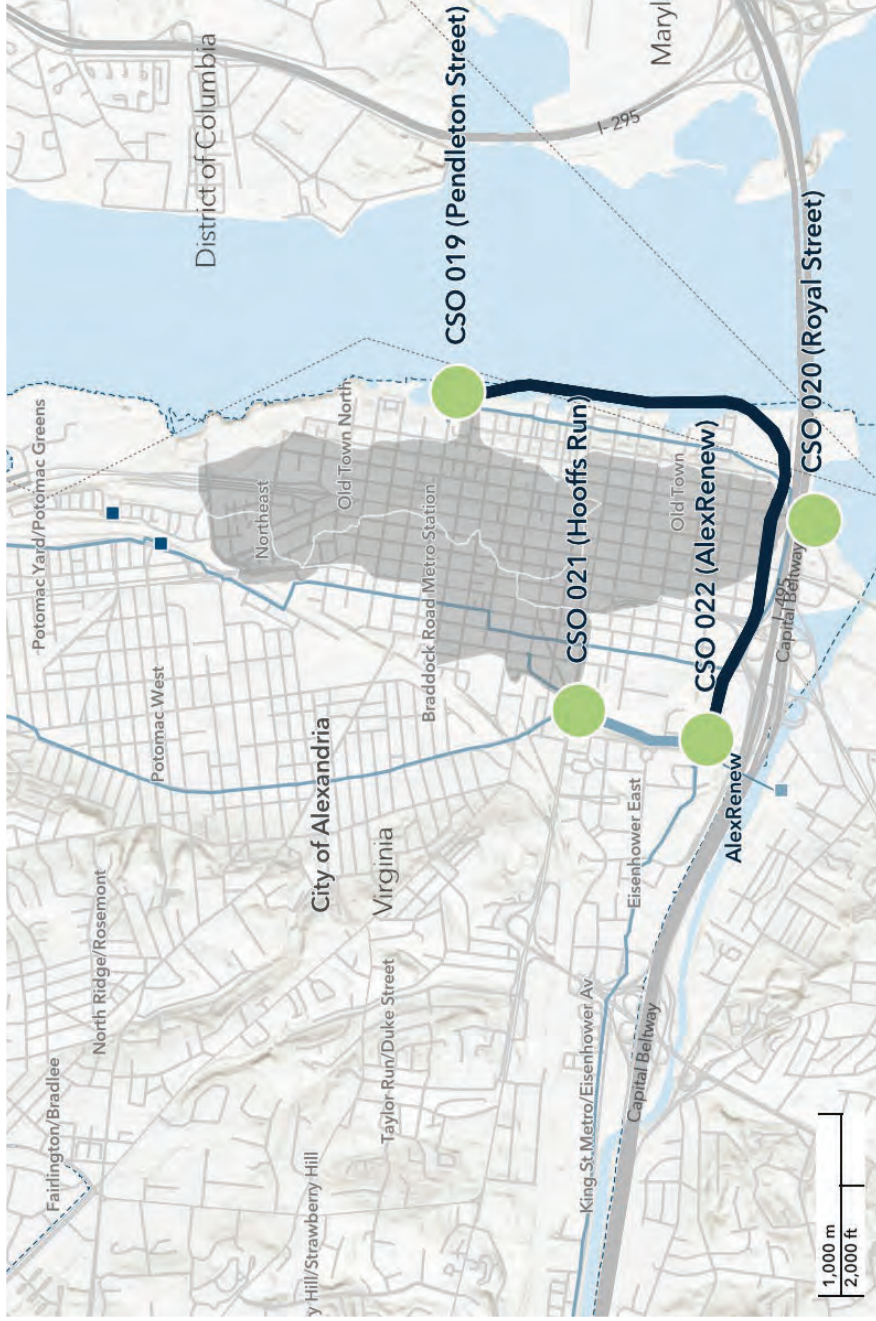 District of Columbia
Maryl
I-295
Potomac Yard/Potomac Greens
Northeast
Old Town North
CSO 019 (Pendleton Street)
Potomac West
Braddock Road Metro Station
North Ridge/Rosemont
Fairlington/Bradlee
City of Alexandria
Virginia
Taylor Run/Duke Street
y Hill/Strawberry Hill
CSO 021 (Hooffs Run)
Old Town
CSO 022 (AlexRenew)
CSO 020 (Royal Street)
I-495
Capital Beltway
Eisenhower East
AlexRenew
King St Metro/Eisenhower Av
Capital Beltway
1,000 m
2,000 ft